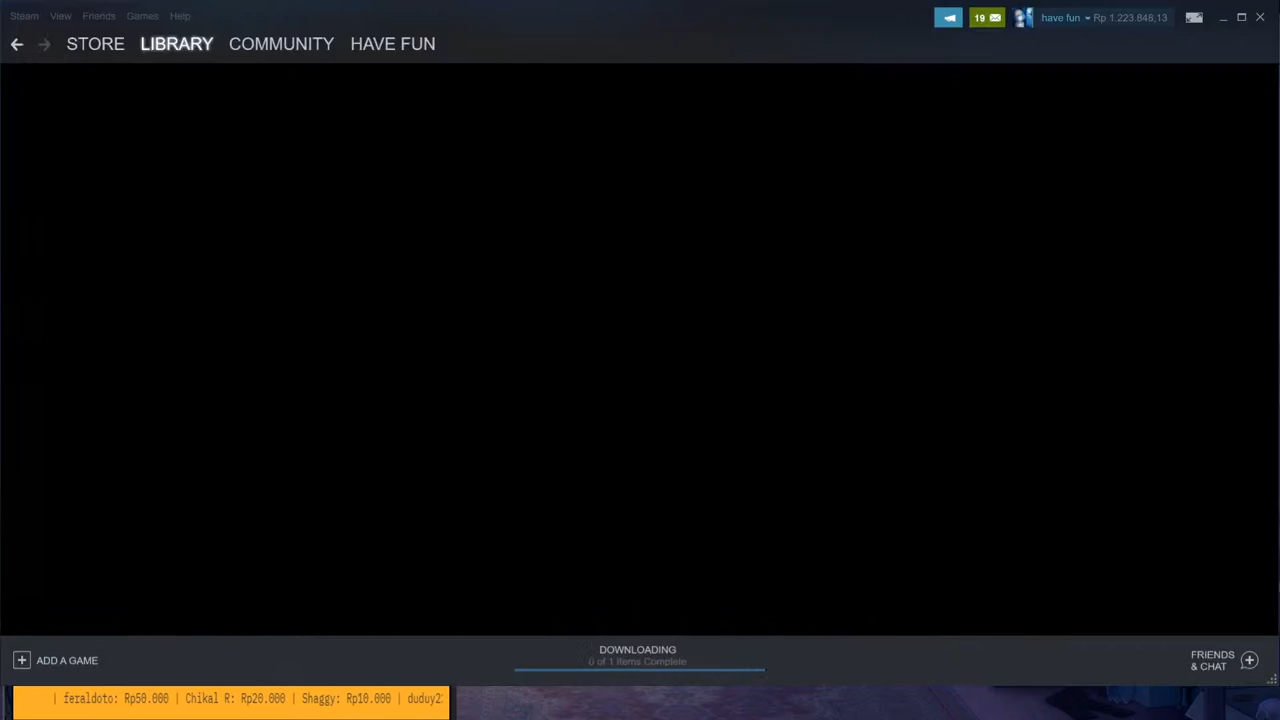 Steam View Friends Games Help
19 have fun Rp 1.223.848,13
STORE LIBRARY COMMUNITY HAVE FUN
DOWNLOADING
0 of 1 Items Complete
ADD A GAME
FRIENDS
& CHAT
| feraldoto: Rp50.000 | Chikal R: Rp20.000 | Shaggy: Rp10.000 | duduy2